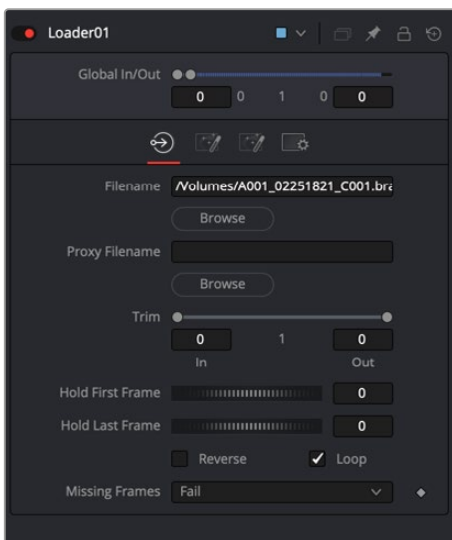 Loader01
Global In/Out
0 0 1 0 0
Filename /Volumes/A001_02251821_C001.bra
Browse
Proxy Filename
Browse
Trim
0 1 0
In Out
Hold First Frame 0
Hold Last Frame 0
Reverse Loop
Missing Frames Fail